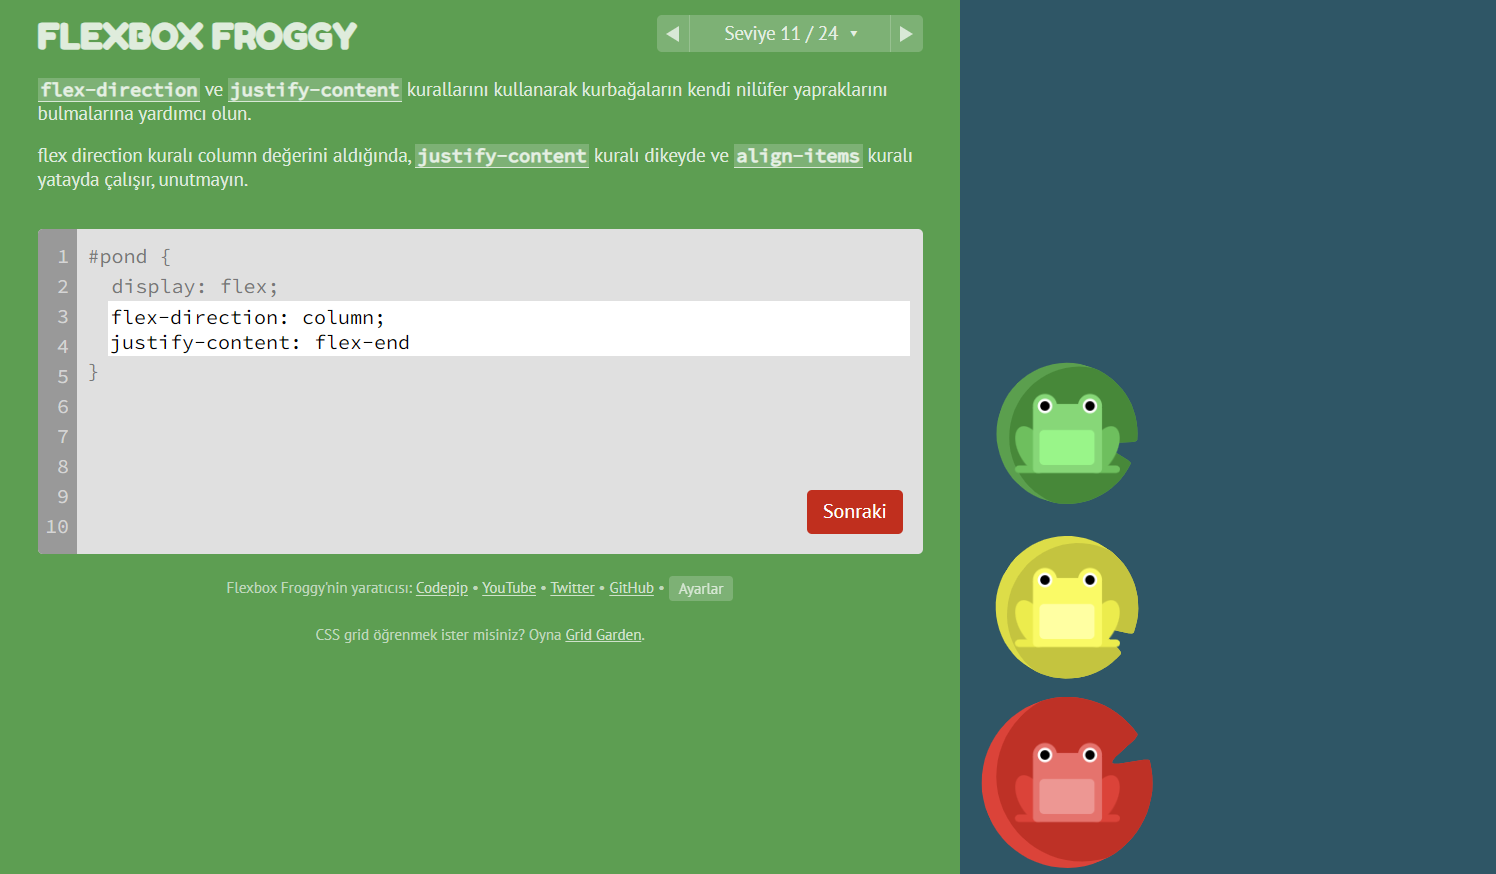 FLEXBOX FROGGY
Seviye 11 / 24
flex-direction ve justify-content kurallarını kullanarak kurbağaların kendi nilüfer yapraklarını
bulmalarına yardımcı olun.
flex direction kuralı column değerini aldığında, justify-content kuralı dikeyde ve align-items kuralı
yatayda çalışır, unutmayın.
1 #pond {
2 display: flex;
3 flex-direction: column;
4 justify-content: flex-end
5 }
6
7
8
9
10
Sonraki
Flexbox Froggy'nin yaratıcısı: Codepip • YouTube • Twitter • GitHub • Ayarlar
CSS grid öğrenmek ister misiniz? Oyna Grid Garden.